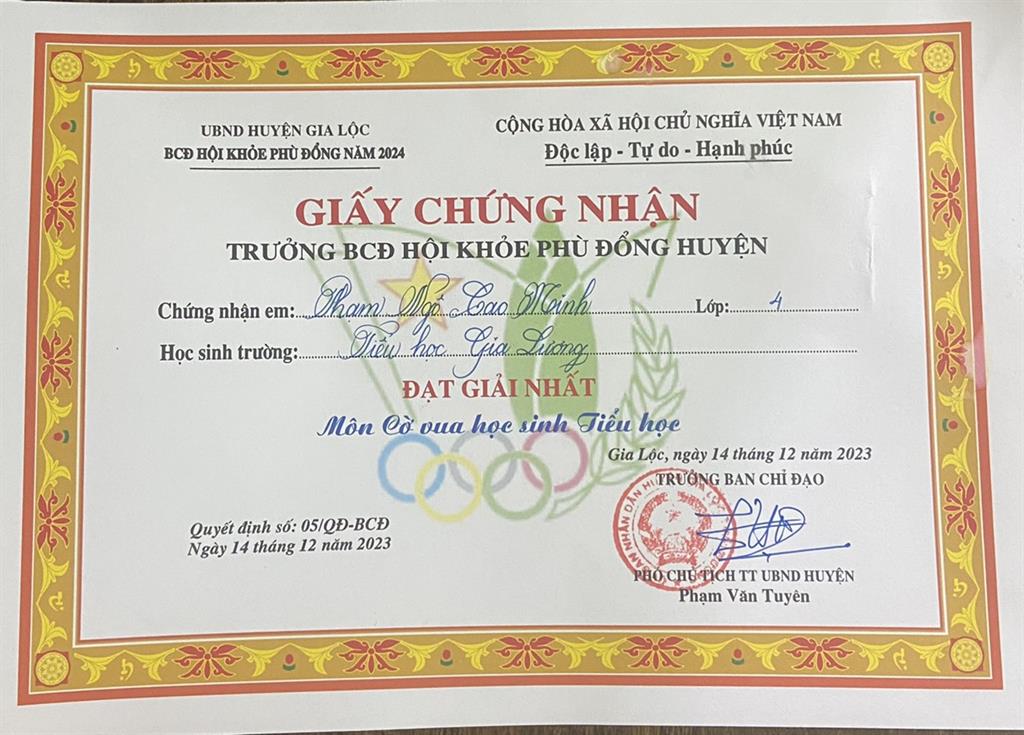 UBND HUYỆN GIA LỘC
BCĐ HỘI KHỎE PHÙ ĐỔNG NĂM 2024
CỘNG HÒA XÃ HỘI CHỦ NGHĨA VIỆT NAM
Độc lập - Tự do - Hạnh phúc
GIẤY CHỨNG NHẬN
TRƯỞNG BCĐ HỘI KHỎE PHÙ ĐỔNG HUYỆN
Chứng nhận em: Phạm Ngô Cao Minh Lớp: 4
Học sinh trường: Tiểu học Gia Lương
ĐẠT GIẢI NHẤT
Môn Cờ vua học sinh Tiểu học
Gia Lộc, ngày 14 tháng 12 năm 2023
TRƯỞNG BAN CHỈ ĐẠO
Quyết định số: 05/QĐ-BCĐ
Ngày 14 tháng 12 năm 2023
PHÓ CHỦ TỊCH TT UBND HUYỆN
Phạm Văn Tuyên